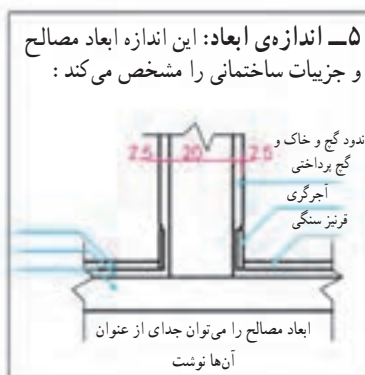 ۵ــ اندازه‌ی ابعاد: این اندازه ابعاد مصالح
و جزییات ساختمانی را مشخص می‌کند :
ندود گچ و خاک و
گچ پرداختی
2.5 20 2.5
آجرگری
قرنیز سنگی
ابعاد مصالح را می‌توان جدای از عنوان
آن‌ها نوشت